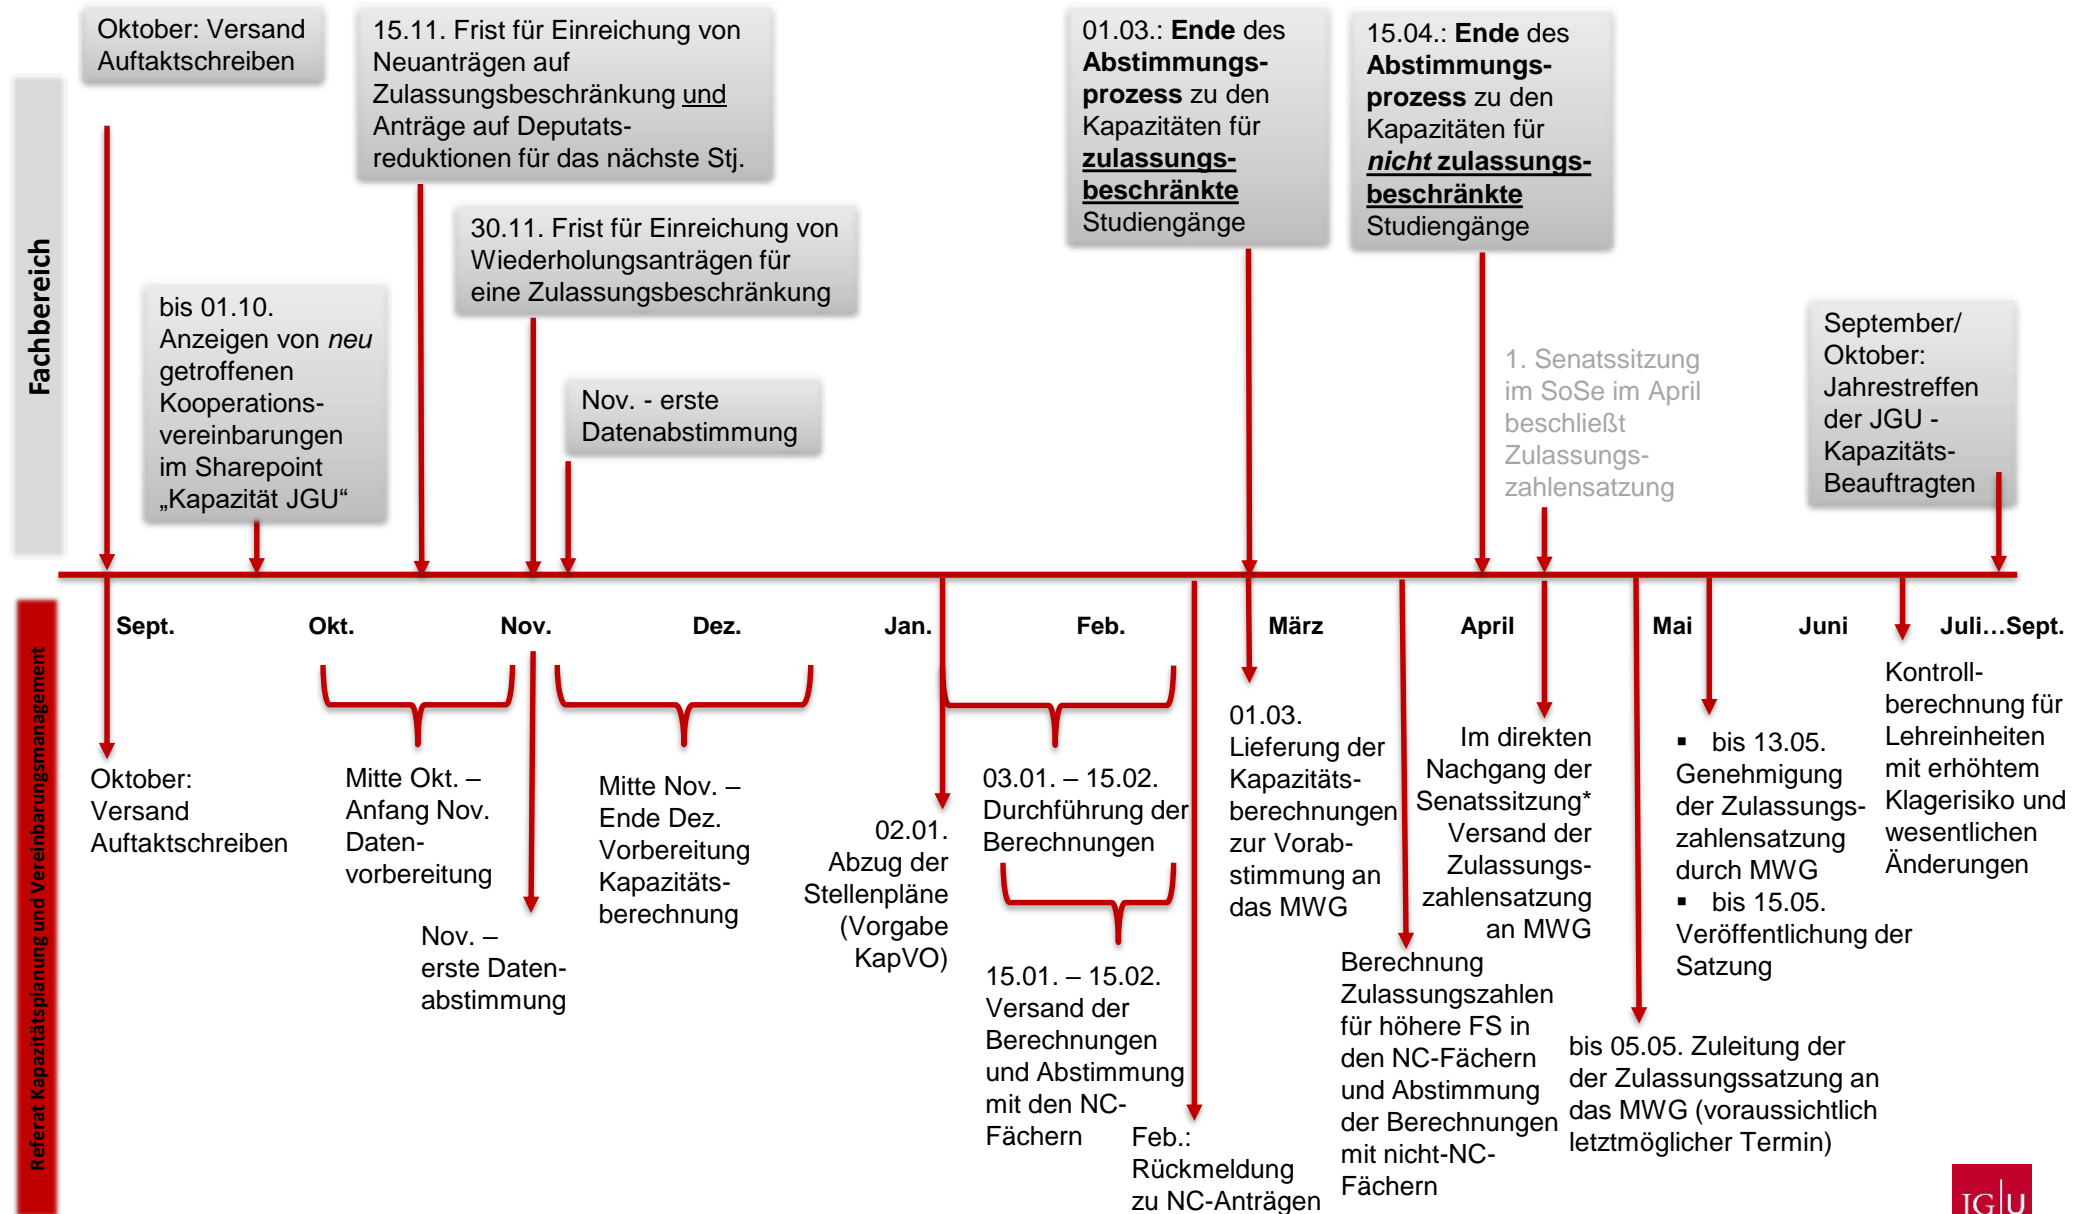 Oktober: Versand
Auftaktschreiben
15.11. Frist für Einreichung von
Neuanträgen auf
Zulassungsbeschränkung und
Anträge auf Deputats-
reduktionen für das nächste Stj.
01.03.: Ende des
Abstimmungs-
prozess zu den
Kapazitäten für
zulassungs-
beschränkte
Studiengänge
15.04.: Ende des
Abstimmungs-
prozess zu den
Kapazitäten für
nicht zulassungs-
beschränkte
Studiengänge
30.11. Frist für Einreichung von
Wiederholungsanträgen für
eine Zulassungsbeschränkung
Fachbereich
bis 01.10.
Anzeigen von neu
getroffenen
Kooperations-
vereinbarungen
im Sharepoint
„Kapazität JGU“
Nov. - erste
Datenabstimmung
1. Senatssitzung
im SoSe im April
beschließt
Zulassungs-
zahlensatzung
September/
Oktober:
Jahrestreffen
der JGU -
Kapazitäts-
Beauftragten
Sept.
Okt.
Nov.
Dez.
Jan.
Feb.
März
April
Mai
Juni
Juli…Sept.
Referat Kapazitätsplanung und Vereinbarungsmanagement
Oktober:
Versand
Auftaktschreiben
Mitte Okt. –
Anfang Nov.
Daten-
vorbereitung
Nov. –
erste Daten-
abstimmung
Mitte Nov. –
Ende Dez.
Vorbereitung
Kapazitäts-
berechnung
02.01.
Abzug der
Stellenpläne
(Vorgabe
KapVO)
03.01. – 15.02.
Durchführung der
Berechnungen
15.01. – 15.02.
Versand der
Berechnungen
und Abstimmung
mit den NC-
Fächern
Feb.:
Rückmeldung
zu NC-Anträgen
01.03.
Lieferung der
Kapazitäts-
berechnungen
zur Vorab-
stimmung an
das MWG
Berechnung
Zulassungszahlen
für höhere FS in
den NC-Fächern
und Abstimmung
der Berechnungen
mit nicht-NC-
Fächern
Im direkten
Nachgang der
Senatssitzung*
Versand der
Zulassungs-
zahlensatzung
an MWG
bis 05.05. Zuleitung der
der Zulassungssatzung an
das MWG (voraussichtlich
letztmöglicher Termin)
▪ bis 13.05.
Genehmigung
der Zulassungs-
zahlensatzung
durch MWG
▪ bis 15.05.
Veröffentlichung der
Satzung
Kontroll-
berechnung für
Lehreinheiten
mit erhöhtem
Klagerisiko und
wesentlichen
Änderungen
JG|U